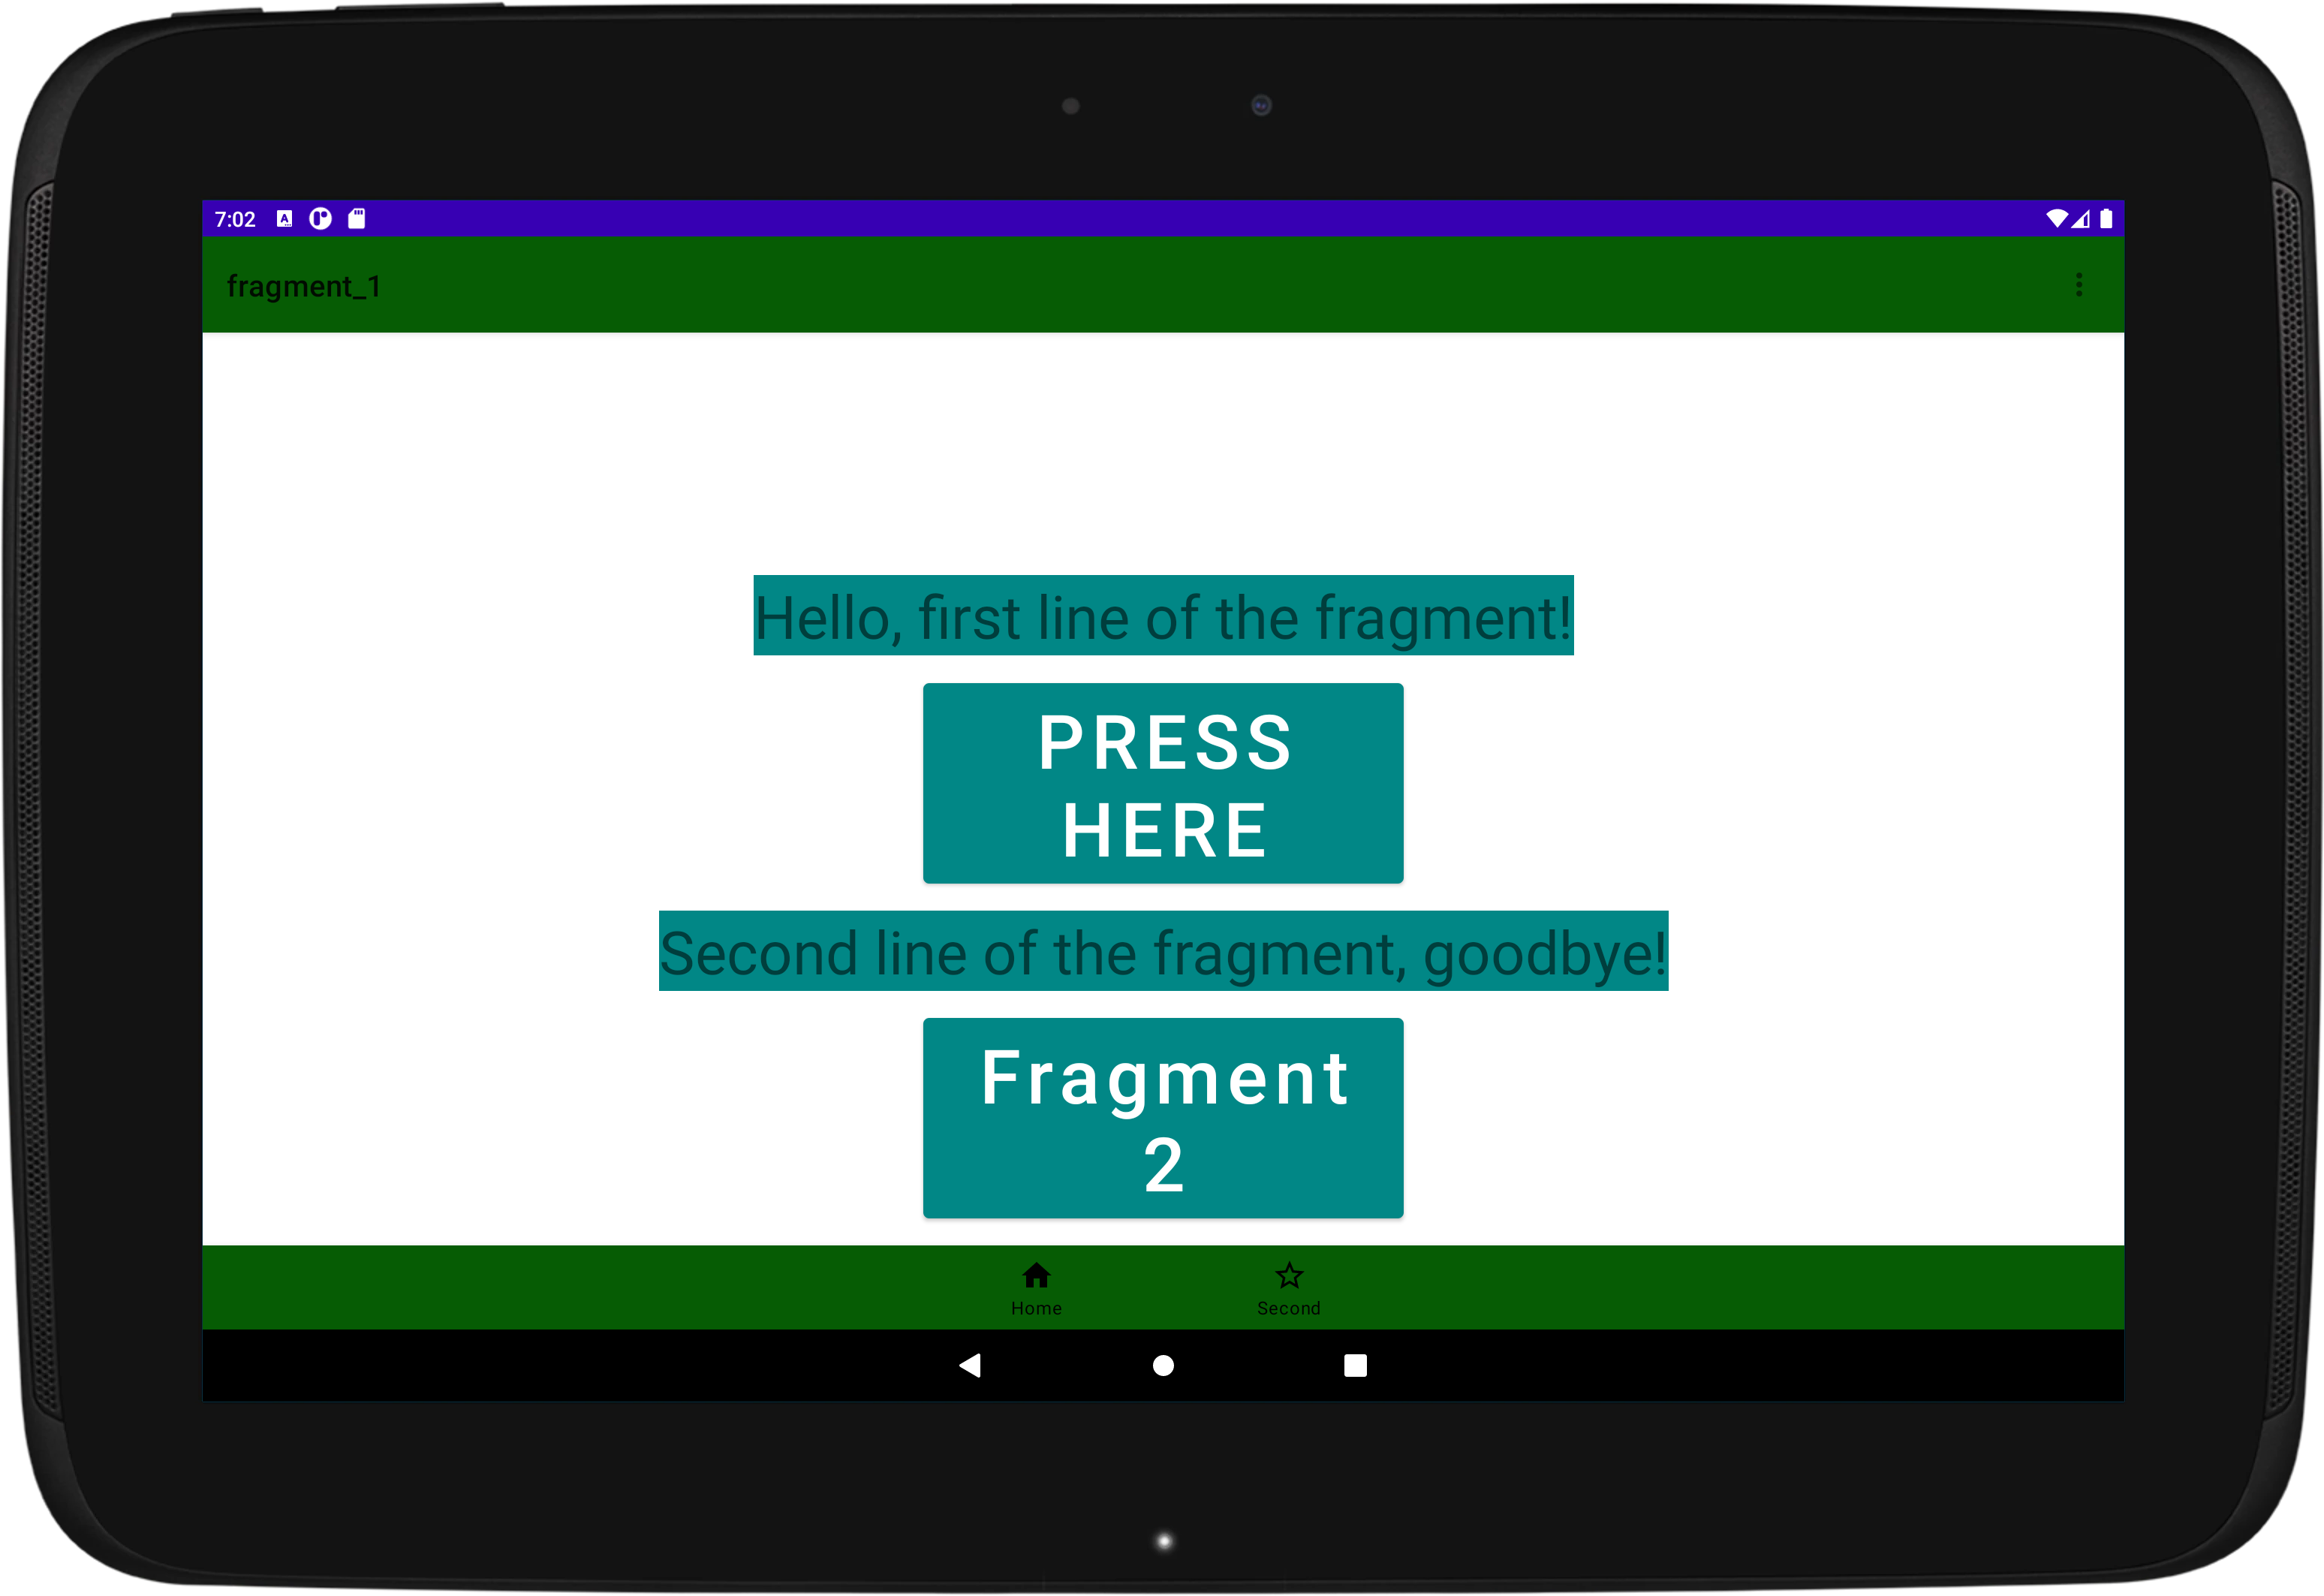 7:02
fragment_1
Hello, first line of the fragment!
PRESS
HERE
Second line of the fragment, goodbye!
Fragment
2
Home
Second